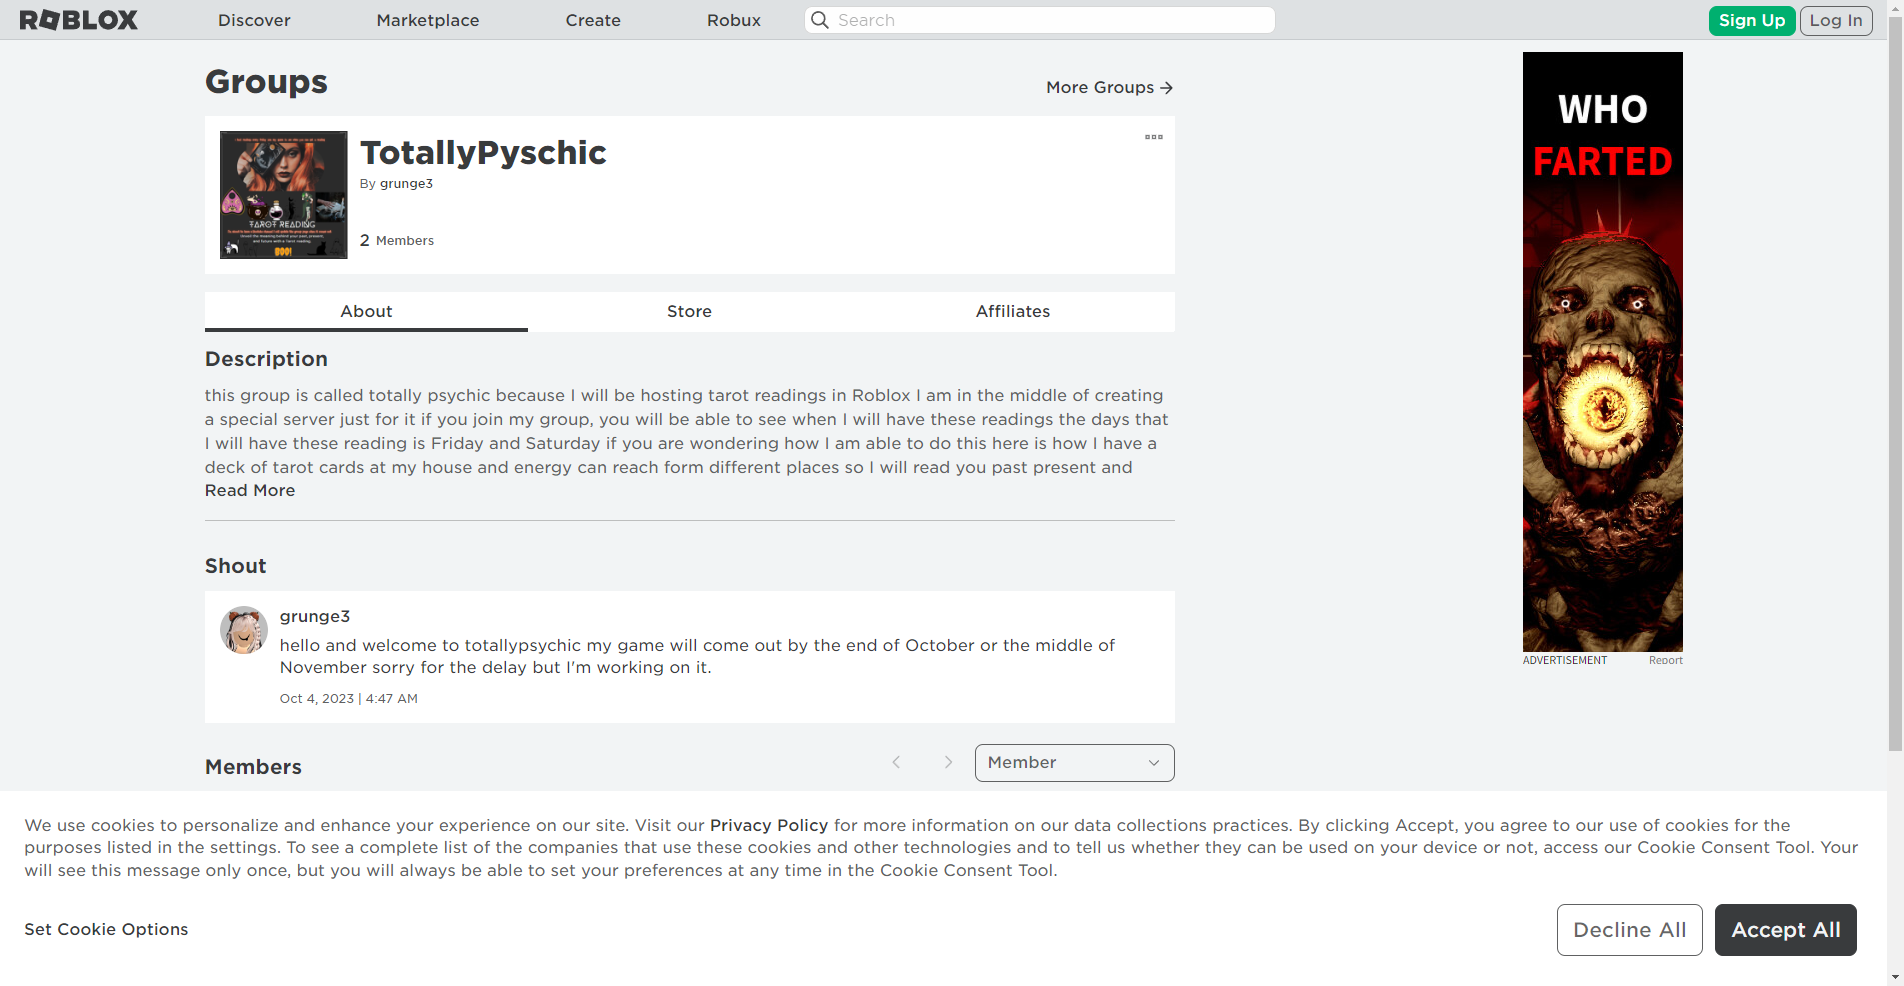 ROBLOX
Discover
Marketplace
Create
Robux
Search
Sign Up
Log In
Groups
More Groups
TotallyPyschic
By grunge3
2 Members
TAROT READING
BOO!
About
Store
Affiliates
Description
this group is called totally psychic because I will be hosting tarot readings in Roblox I am in the middle of creating
a special server just for it if you join my group, you will be able to see when I will have these readings the days that
I will have these reading is Friday and Saturday if you are wondering how I am able to do this here is how I have a
deck of tarot cards at my house and energy can reach form different places so I will read you past present and
Read More
Shout
grunge3
hello and welcome to totallypsychic my game will come out by the end of October or the middle of
November sorry for the delay but I'm working on it.
Oct 4, 2023 | 4:47 AM
Members
Member
WHO
FARTED
ADVERTISEMENT
Report
We use cookies to personalize and enhance your experience on our site. Visit our Privacy Policy for more information on our data collections practices. By clicking Accept, you agree to our use of cookies for the
purposes listed in the settings. To see a complete list of the companies that use these cookies and other technologies and to tell us whether they can be used on your device or not, access our Cookie Consent Tool. Your
will see this message only once, but you will always be able to set your preferences at any time in the Cookie Consent Tool.
Set Cookie Options
Decline All
Accept All